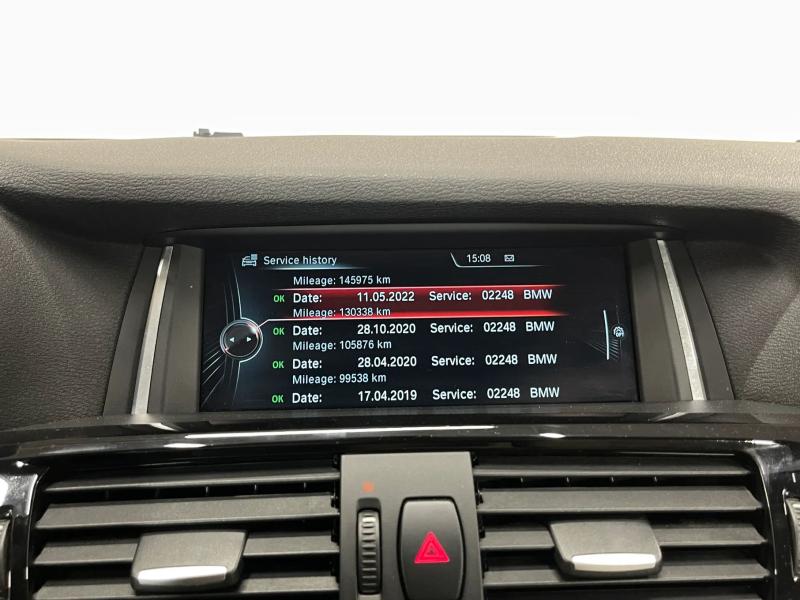 Service history 15:08
Mileage: 145975 km
OK Date: 11.05.2022 Service: 02248 BMW
Mileage: 130338 km
OK Date: 28.10.2020 Service: 02248 BMW
Mileage: 105876 km
OK Date: 28.04.2020 Service: 02248 BMW
Mileage: 99538 km
OK Date: 17.04.2019 Service: 02248 BMW